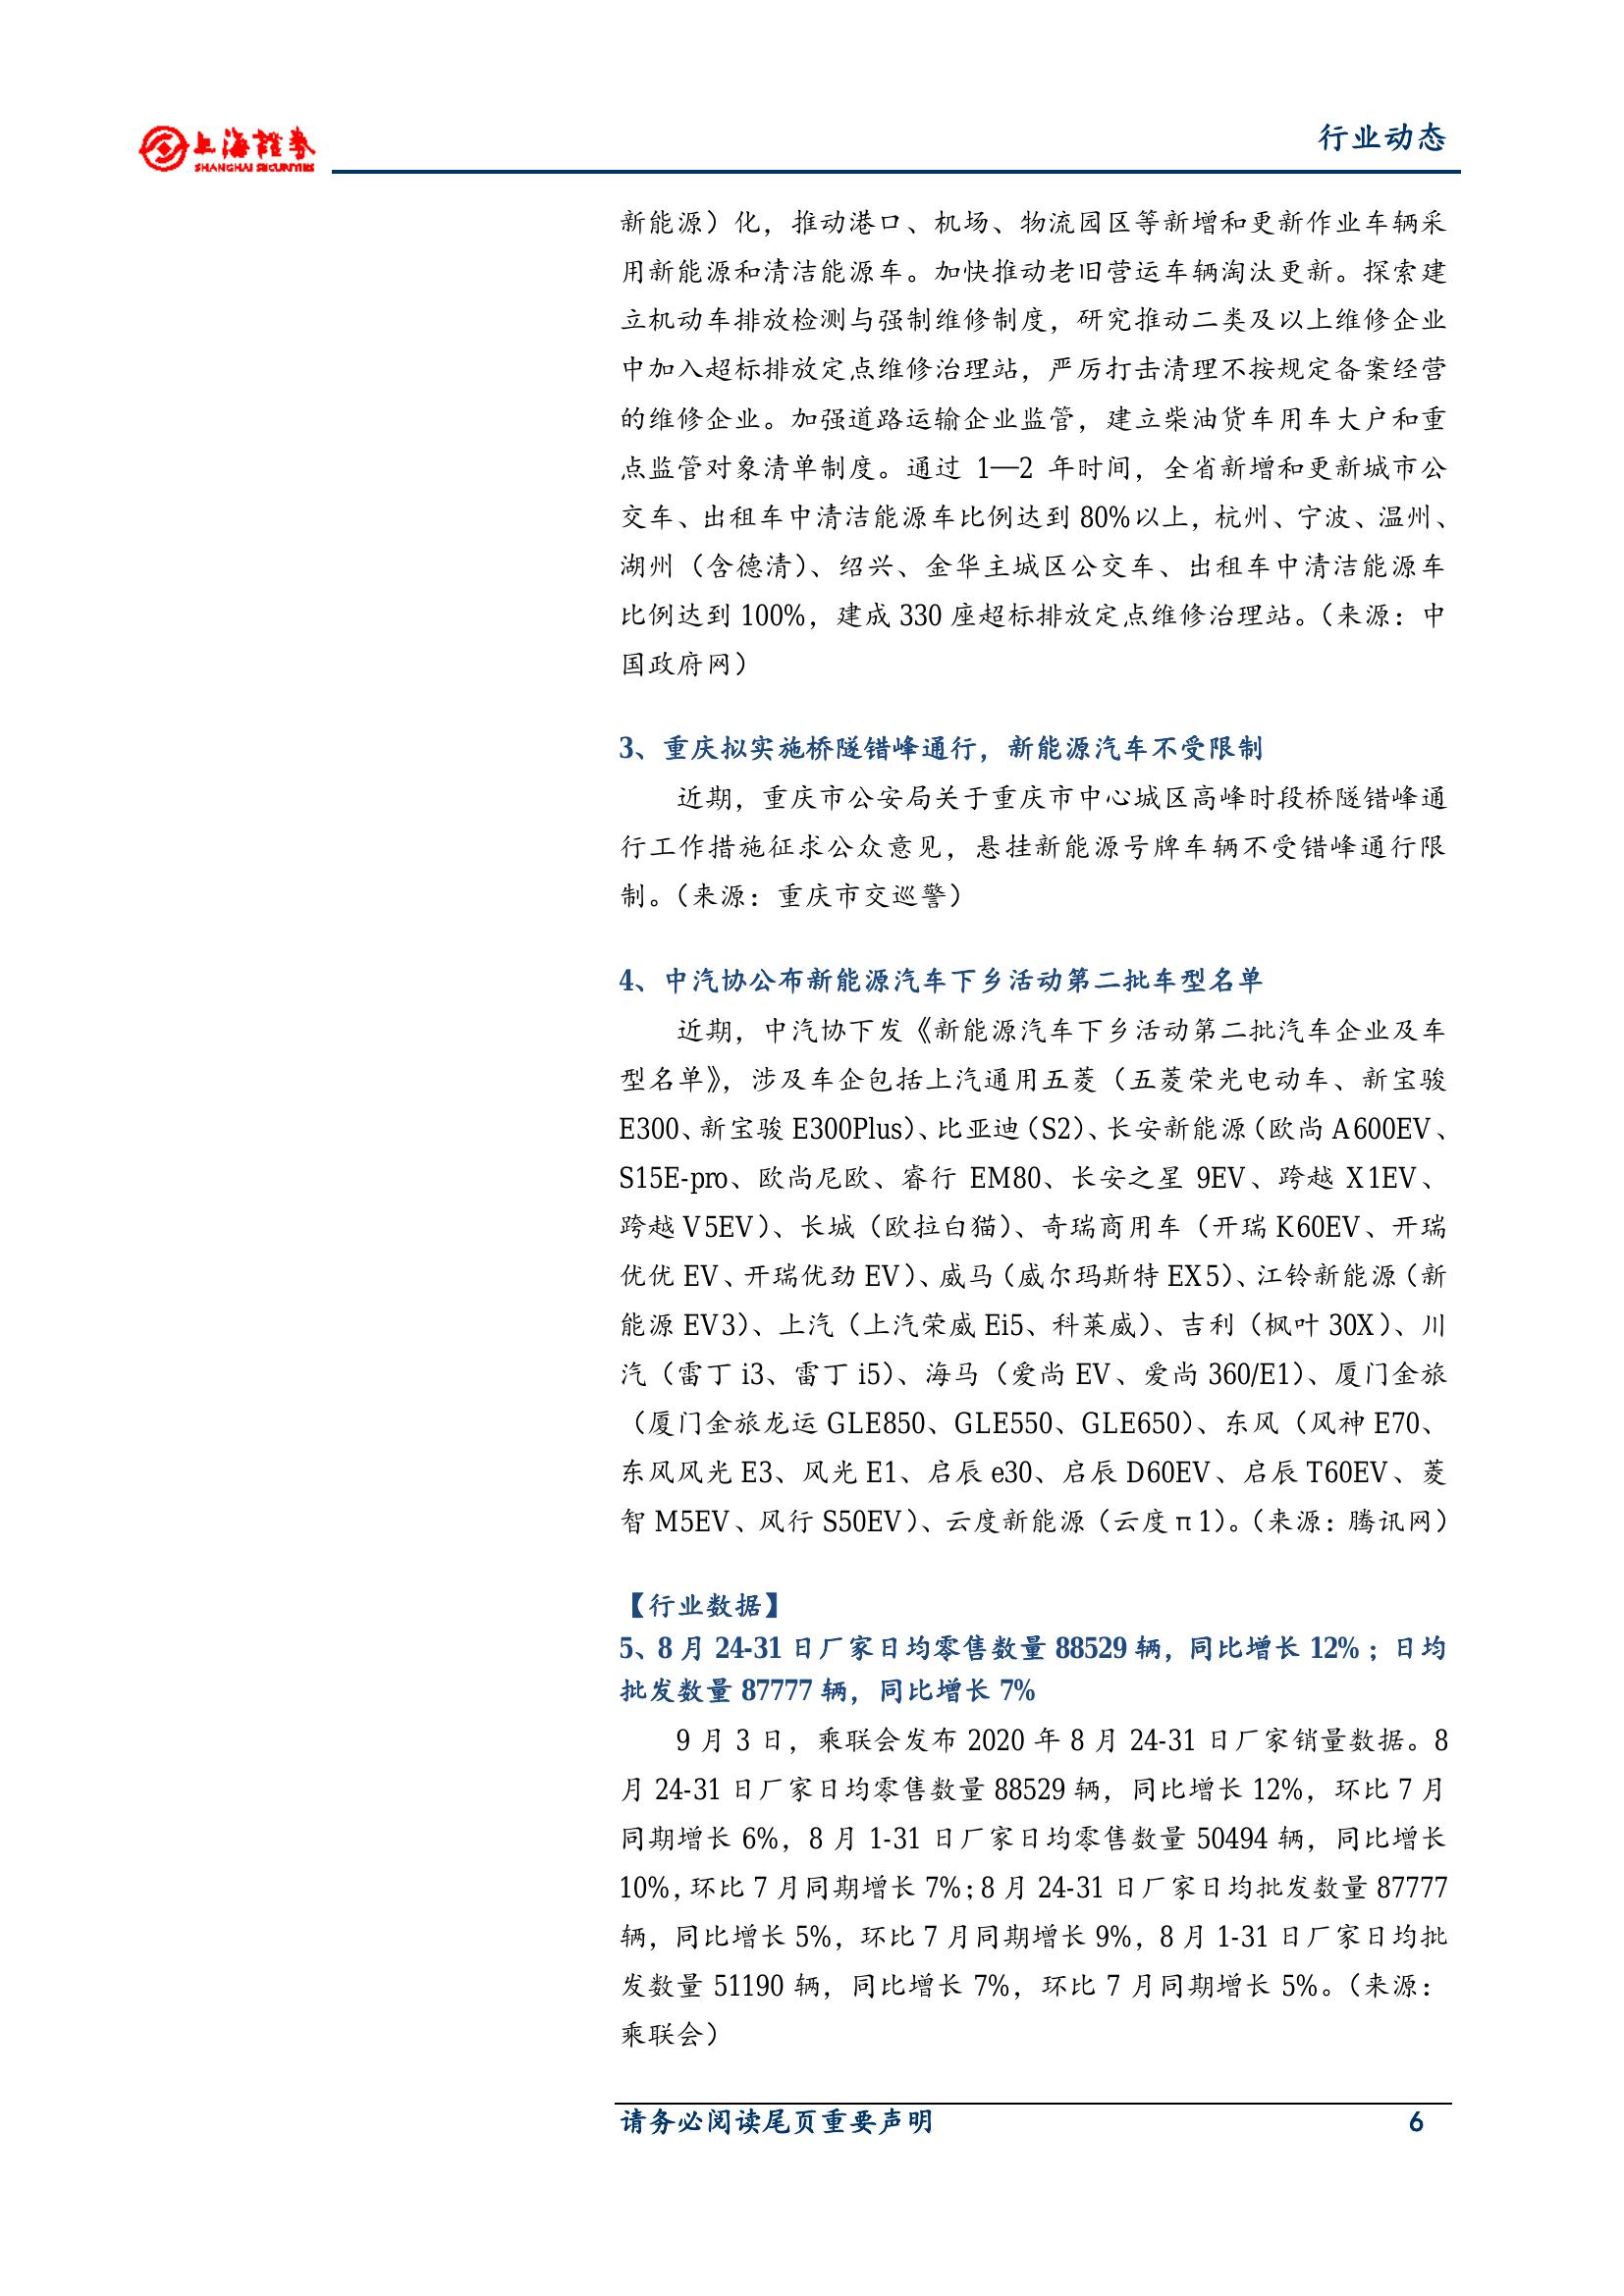 上海證券
SHANGHAI SECURITIES
行业动态
新能源）化，推动港口、机场、物流园区等新增和更新作业车辆采
用新能源和清洁能源车。加快推动老旧营运车辆淘汰更新。探索建
立机动车排放检测与强制维修制度，研究推动二类及以上维修企业
中加入超标排放定点维修治理站，严厉打击清理不按规定备案经营
的维修企业。加强道路运输企业监管，建立柴油货车用车大户和重
点监管对象清单制度。通过 1—2 年时间，全省新增和更新城市公
交车、出租车中清洁能源车比例达到 80%以上，杭州、宁波、温州、
湖州（含德清）、绍兴、金华主城区公交车、出租车中清洁能源车
比例达到 100%，建成 330 座超标排放定点维修治理站。（来源：中
国政府网）
3、重庆拟实施桥隧错峰通行，新能源汽车不受限制
近期，重庆市公安局关于重庆市中心城区高峰时段桥隧错峰通
行工作措施征求公众意见，悬挂新能源号牌车辆不受错峰通行限
制。（来源：重庆市交巡警）
4、中汽协公布新能源汽车下乡活动第二批车型名单
近期，中汽协下发《新能源汽车下乡活动第二批汽车企业及车
型名单》，涉及车企包括上汽通用五菱（五菱荣光电动车、新宝骏
E300、新宝骏 E300Plus）、比亚迪（S2）、长安新能源（欧尚 A600EV、
S15E-pro、欧尚尼欧、睿行 EM80、长安之星 9EV、跨越 X1EV、
跨越 V5EV）、长城（欧拉白猫）、奇瑞商用车（开瑞 K60EV、开瑞
优优 EV、开瑞优劲 EV）、威马（威尔玛斯特 EX5）、江铃新能源（新
能源 EV3）、上汽（上汽荣威 Ei5、科莱威）、吉利（枫叶 30X）、川
汽（雷丁 i3、雷丁 i5）、海马（爱尚 EV、爱尚 360/E1）、厦门金旅
（厦门金旅龙运 GLE850、GLE550、GLE650）、东风（风神 E70、
东风风光 E3、风光 E1、启辰 e30、启辰 D60EV、启辰 T60EV、菱
智 M5EV、风行 S50EV）、云度新能源（云度 π1）。（来源：腾讯网）
【行业数据】
5、8 月 24-31 日厂家日均零售数量 88529 辆，同比增长 12%；日均
批发数量 87777 辆，同比增长 7%
9 月 3 日，乘联会发布 2020 年 8 月 24-31 日厂家销量数据。8
月 24-31 日厂家日均零售数量 88529 辆，同比增长 12%，环比 7 月
同期增长 6%，8 月 1-31 日厂家日均零售数量 50494 辆，同比增长
10%，环比 7 月同期增长 7%；8 月 24-31 日厂家日均批发数量 87777
辆，同比增长 5%，环比 7 月同期增长 9%，8 月 1-31 日厂家日均批
发数量 51190 辆，同比增长 7%，环比 7 月同期增长 5%。（来源：
乘联会）
请务必阅读尾页重要声明
6